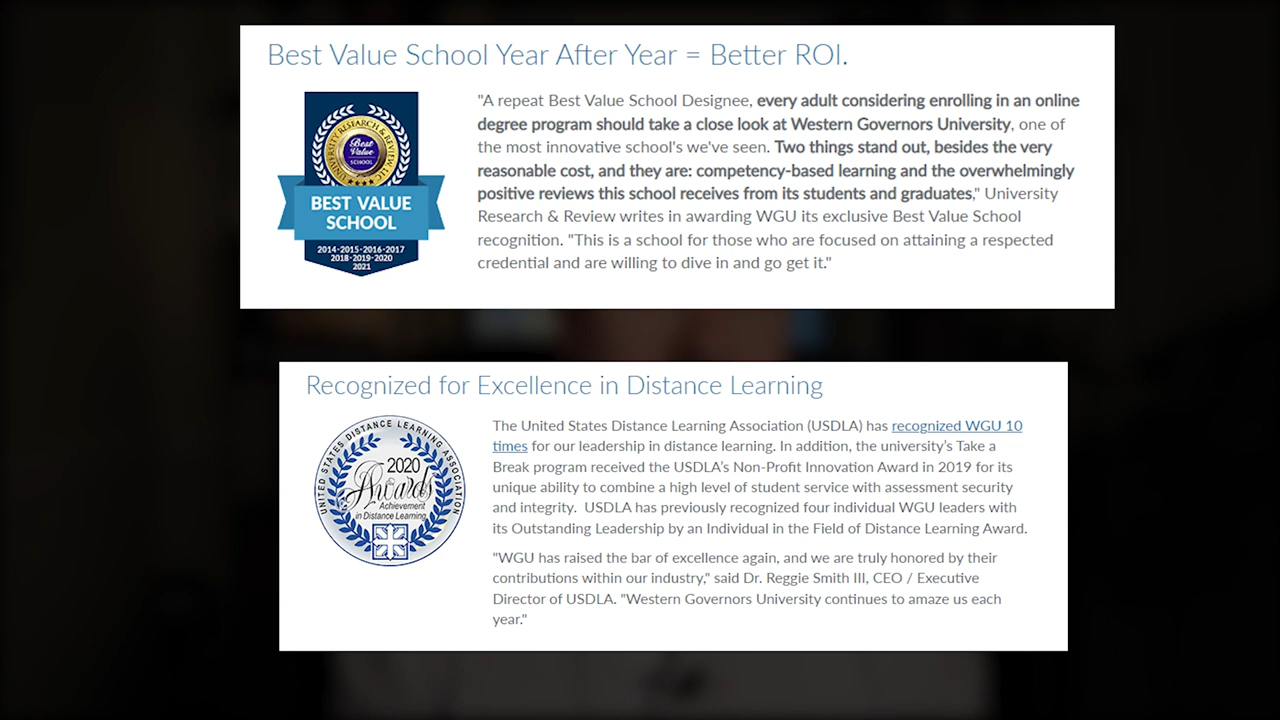 Best Value School Year After Year = Better ROI.
UNIVERSITY RESEARCH & REVIEW LLC
Best
Value
SCHOOL
BEST VALUE
SCHOOL
2014-2015-2016-2017
2018-2019-2020
2021
"A repeat Best Value School Designee, every adult considering enrolling in an online
degree program should take a close look at Western Governors University, one of
the most innovative school's we've seen. Two things stand out, besides the very
reasonable cost, and they are: competency-based learning and the overwhelmingly
positive reviews this school receives from its students and graduates," University
Research & Review writes in awarding WGU its exclusive Best Value School
recognition. "This is a school for those who are focused on attaining a respected
credential and are willing to dive in and go get it."
Recognized for Excellence in Distance Learning
UNITED STATES DISTANCE LEARNING ASSOCIATION
2020
Awards
Achievement
in Distance Learning
The United States Distance Learning Association (USDLA) has recognized WGU 10
times for our leadership in distance learning. In addition, the university's Take a
Break program received the USDLA's Non-Profit Innovation Award in 2019 for its
unique ability to combine a high level of student service with assessment security
and integrity. USDLA has previously recognized four individual WGU leaders with
its Outstanding Leadership by an Individual in the Field of Distance Learning Award.
"WGU has raised the bar of excellence again, and we are truly honored by their
contributions within our industry," said Dr. Reggie Smith III, CEO / Executive
Director of USDLA. "Western Governors University continues to amaze us each
year."